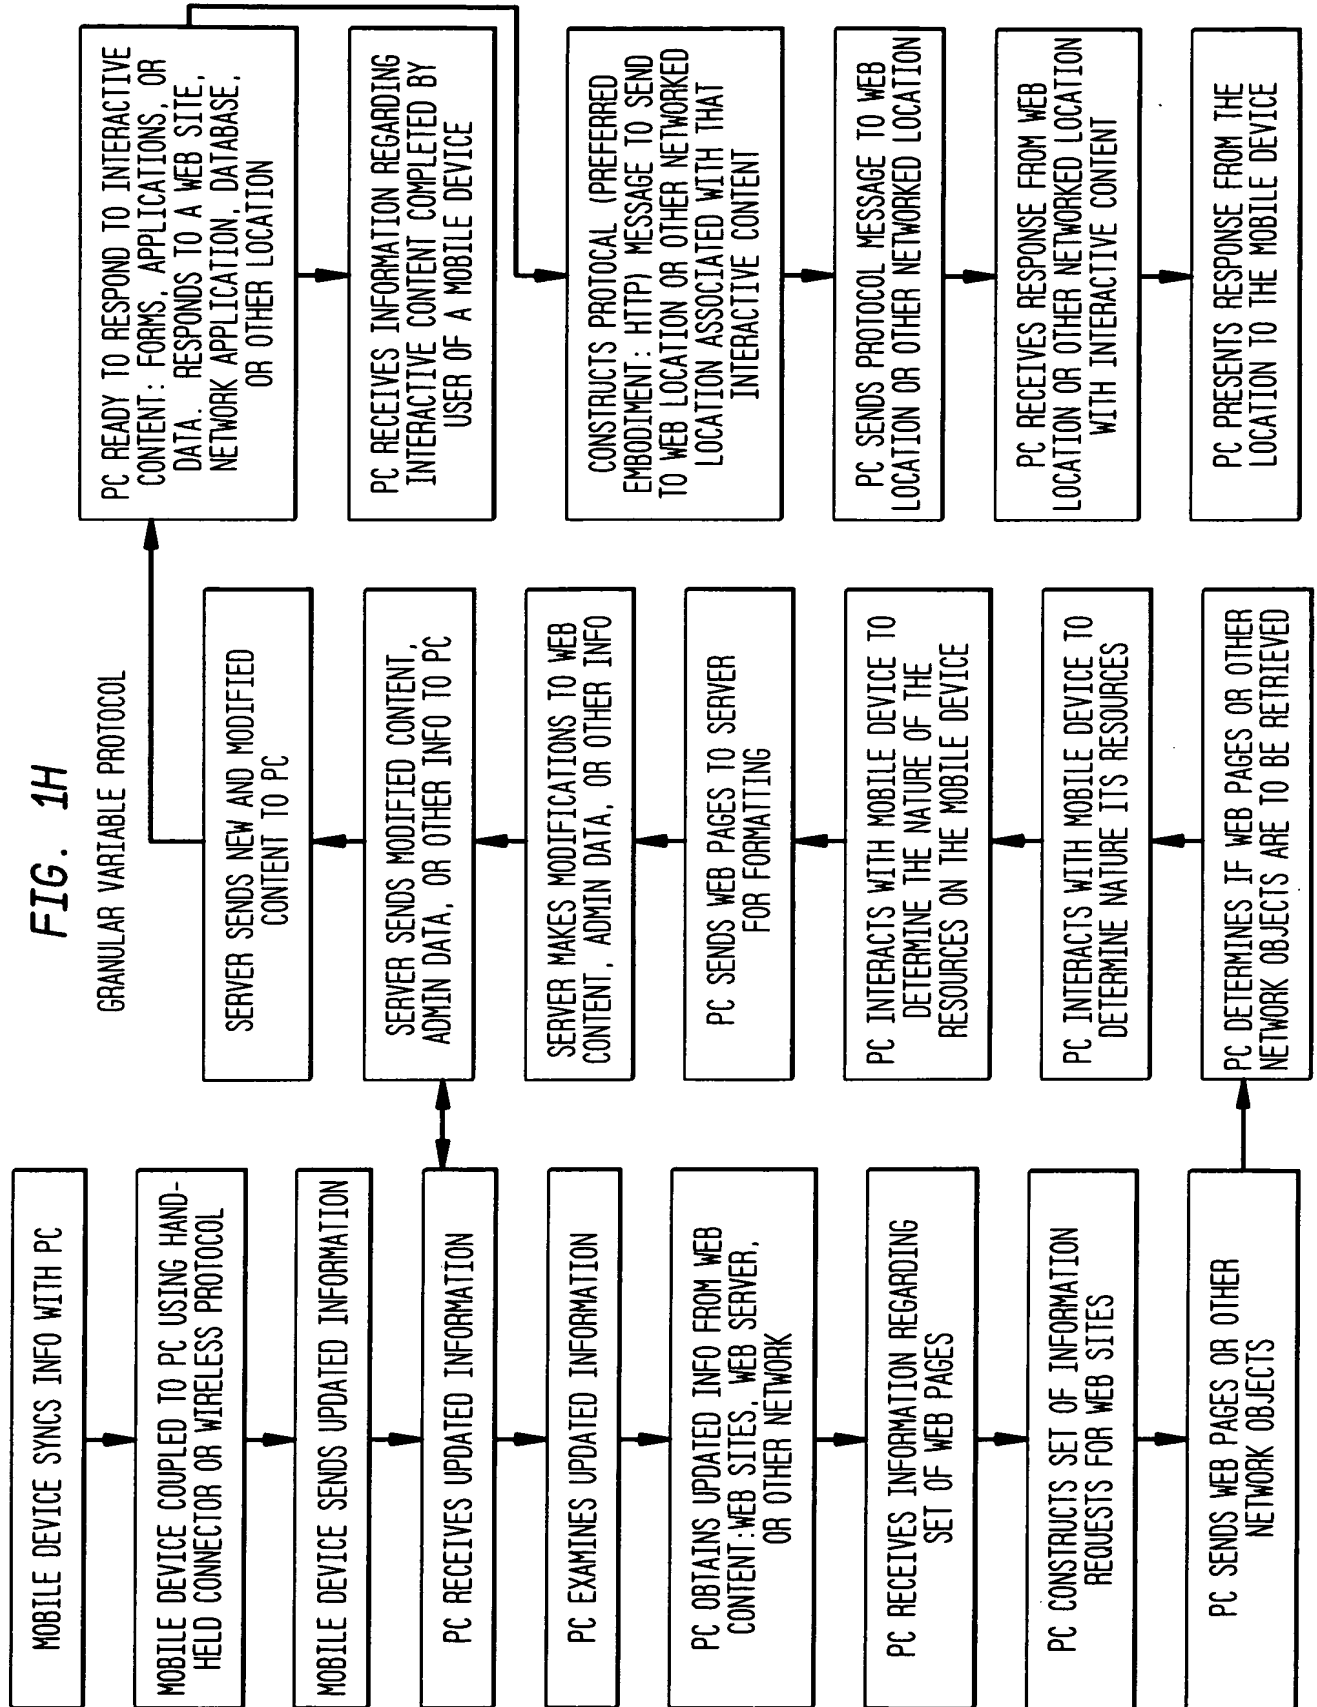 FIG. 1H
GRANULAR VARIABLE PROTOCOL
MOBILE DEVICE SYNCS INFO WITH PC
MOBILE DEVICE COUPLED TO PC USING HAND-
HELD CONNECTOR OR WIRELESS PROTOCOL
MOBILE DEVICE SENDS UPDATED INFORMATION
PC RECEIVES UPDATED INFORMATION
PC EXAMINES UPDATED INFORMATION
PC OBTAINS UPDATED INFO FROM WEB
CONTENT:WEB SITES, WEB SERVER,
OR OTHER NETWORK
PC RECEIVES INFORMATION REGARDING
SET OF WEB PAGES
PC CONSTRUCTS SET OF INFORMATION
REQUESTS FOR WEB SITES
PC SENDS WEB PAGES OR OTHER
NETWORK OBJECTS
SERVER SENDS NEW AND MODIFIED
CONTENT TO PC
SERVER SENDS MODIFIED CONTENT,
ADMIN DATA, OR OTHER INFO TO PC
SERVER MAKES MODIFICATIONS TO WEB
CONTENT, ADMIN DATA, OR OTHER INFO
PC SENDS WEB PAGES TO SERVER
FOR FORMATTING
PC INTERACTS WITH MOBILE DEVICE TO
DETERMINE THE NATURE OF THE
RESOURCES ON THE MOBILE DEVICE
PC INTERACTS WITH MOBILE DEVICE TO
DETERMINE NATURE ITS RESOURCES
PC DETERMINES IF WEB PAGES OR OTHER
NETWORK OBJECTS ARE TO BE RETRIEVED
PC READY TO RESPOND TO INTERACTIVE
CONTENT: FORMS, APPLICATIONS, OR
DATA. RESPONDS TO A WEB SITE,
NETWORK APPLICATION, DATABASE,
OR OTHER LOCATION
PC RECEIVES INFORMATION REGARDING
INTERACTIVE CONTENT COMPLETED BY
USER OF A MOBILE DEVICE
CONSTRUCTS PROTOCAL (PREFERRED
EMBODIMENT: HTTP) MESSAGE TO SEND
TO WEB LOCATION OR OTHER NETWORKED
LOCATION ASSOCIATED WITH THAT
INTERACTIVE CONTENT
PC SENDS PROTOCOL MESSAGE TO WEB
LOCATION OR OTHER NETWORKED LOCATION
PC RECEIVES RESPONSE FROM WEB
LOCATION OR OTHER NETWORKED LOCATION
WITH INTERACTIVE CONTENT
PC PRESENTS RESPONSE FROM THE
LOCATION TO THE MOBILE DEVICE